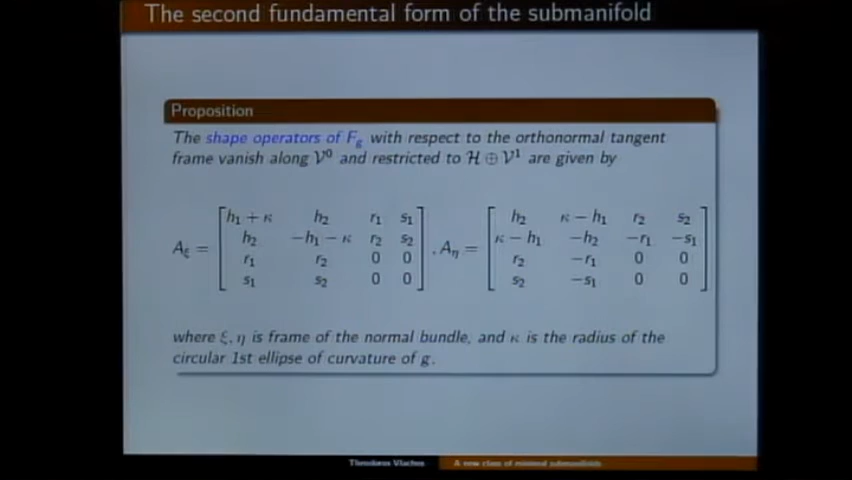 The second fundamental form of the submanifold
Proposition
The shape operators of F_g with respect to the orthonormal tangent
frame vanish along 𝒱⁰ and restricted to ℋ ⊕ 𝒱¹ are given by
A_ξ = [h₁ + κ h₂ r₁ s₁; h₂ −h₁ − κ r₂ s₂; r₁ r₂ 0 0; s₁ s₂ 0 0], A_η = [h₂ κ − h₁ r₂ s₂; κ − h₁ −h₂ −r₁ −s₁; r₂ −r₁ 0 0; s₂ −s₁ 0 0]
where ξ, η is frame of the normal bundle, and κ is the radius of the
circular 1st ellipse of curvature of g.
Theodoros Vlachos A new class of minimal submanifolds